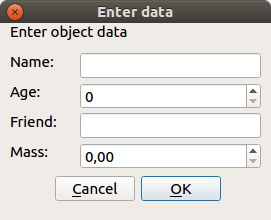 Enter data
Enter object data
Name:
Age: 0
Friend:
Mass: 0,00
Cancel OK